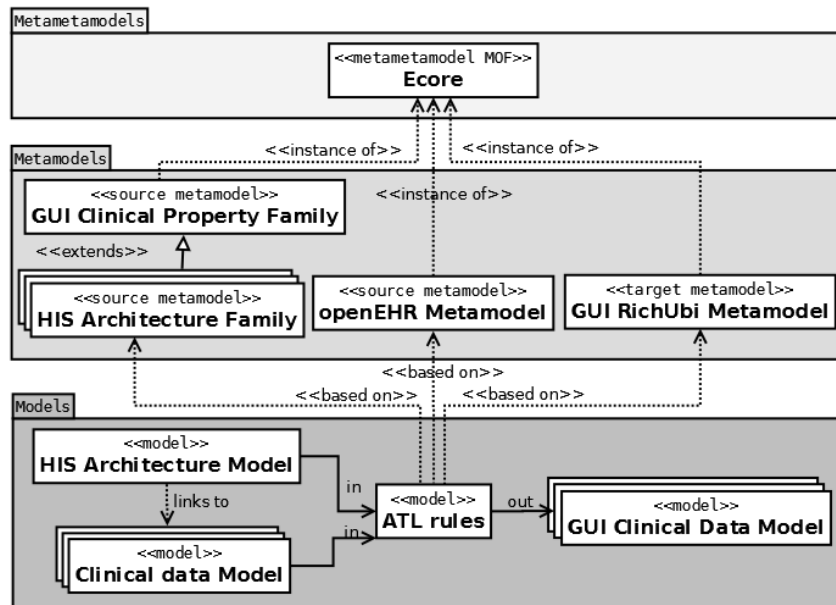 Metametamodels
<<metametamodel MOF>>
Ecore
<<instance of>>
<<instance of>>
Metamodels
<<source metamodel>>
GUI Clinical Property Family
<<instance of>>
<<extends>>
<<source metamodel>>
HIS Architecture Family
<<source metamodel>>
openEHR Metamodel
<<target metamodel>>
GUI RichUbi Metamodel
<<based on>>
<<based on>>
<<based on>>
Models
<<model>>
HIS Architecture Model
links to
in
<<model>>
ATL rules
out
<<model>>
GUI Clinical Data Model
in
<<model>>
Clinical data Model